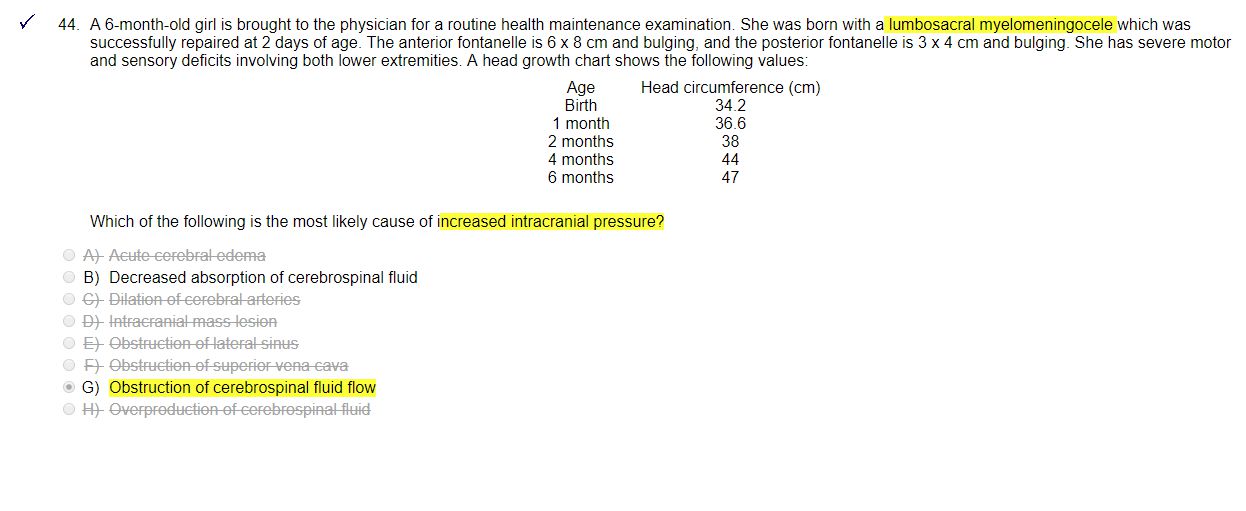 44. A 6-month-old girl is brought to the physician for a routine health maintenance examination. She was born with a lumbosacral myelomeningocele which was
successfully repaired at 2 days of age. The anterior fontanelle is 6 x 8 cm and bulging, and the posterior fontanelle is 3 x 4 cm and bulging. She has severe motor
and sensory deficits involving both lower extremities. A head growth chart shows the following values:
Age Head circumference (cm)
Birth 34.2
1 month 36.6
2 months 38
4 months 44
6 months 47
Which of the following is the most likely cause of increased intracranial pressure?
A) Acute cerebral edema
B) Decreased absorption of cerebrospinal fluid
C) Dilation of cerebral arteries
D) Intracranial mass lesion
E) Obstruction of lateral sinus
F) Obstruction of superior vena cava
G) Obstruction of cerebrospinal fluid flow
H) Overproduction of cerebrospinal fluid